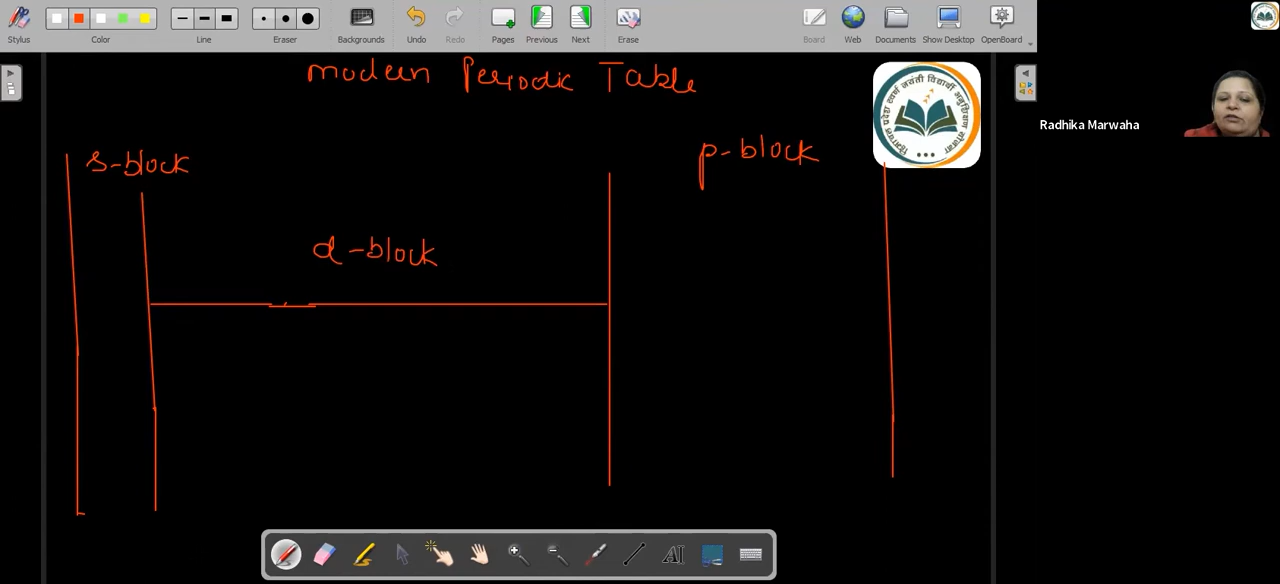 Stylus Color Line Eraser Backgrounds Undo Redo Pages Previous Next Erase Board Web Documents Show Desktop OpenBoard
Modern Periodic Table
Radhika Marwaha
s-block
p-block
d-block
AI